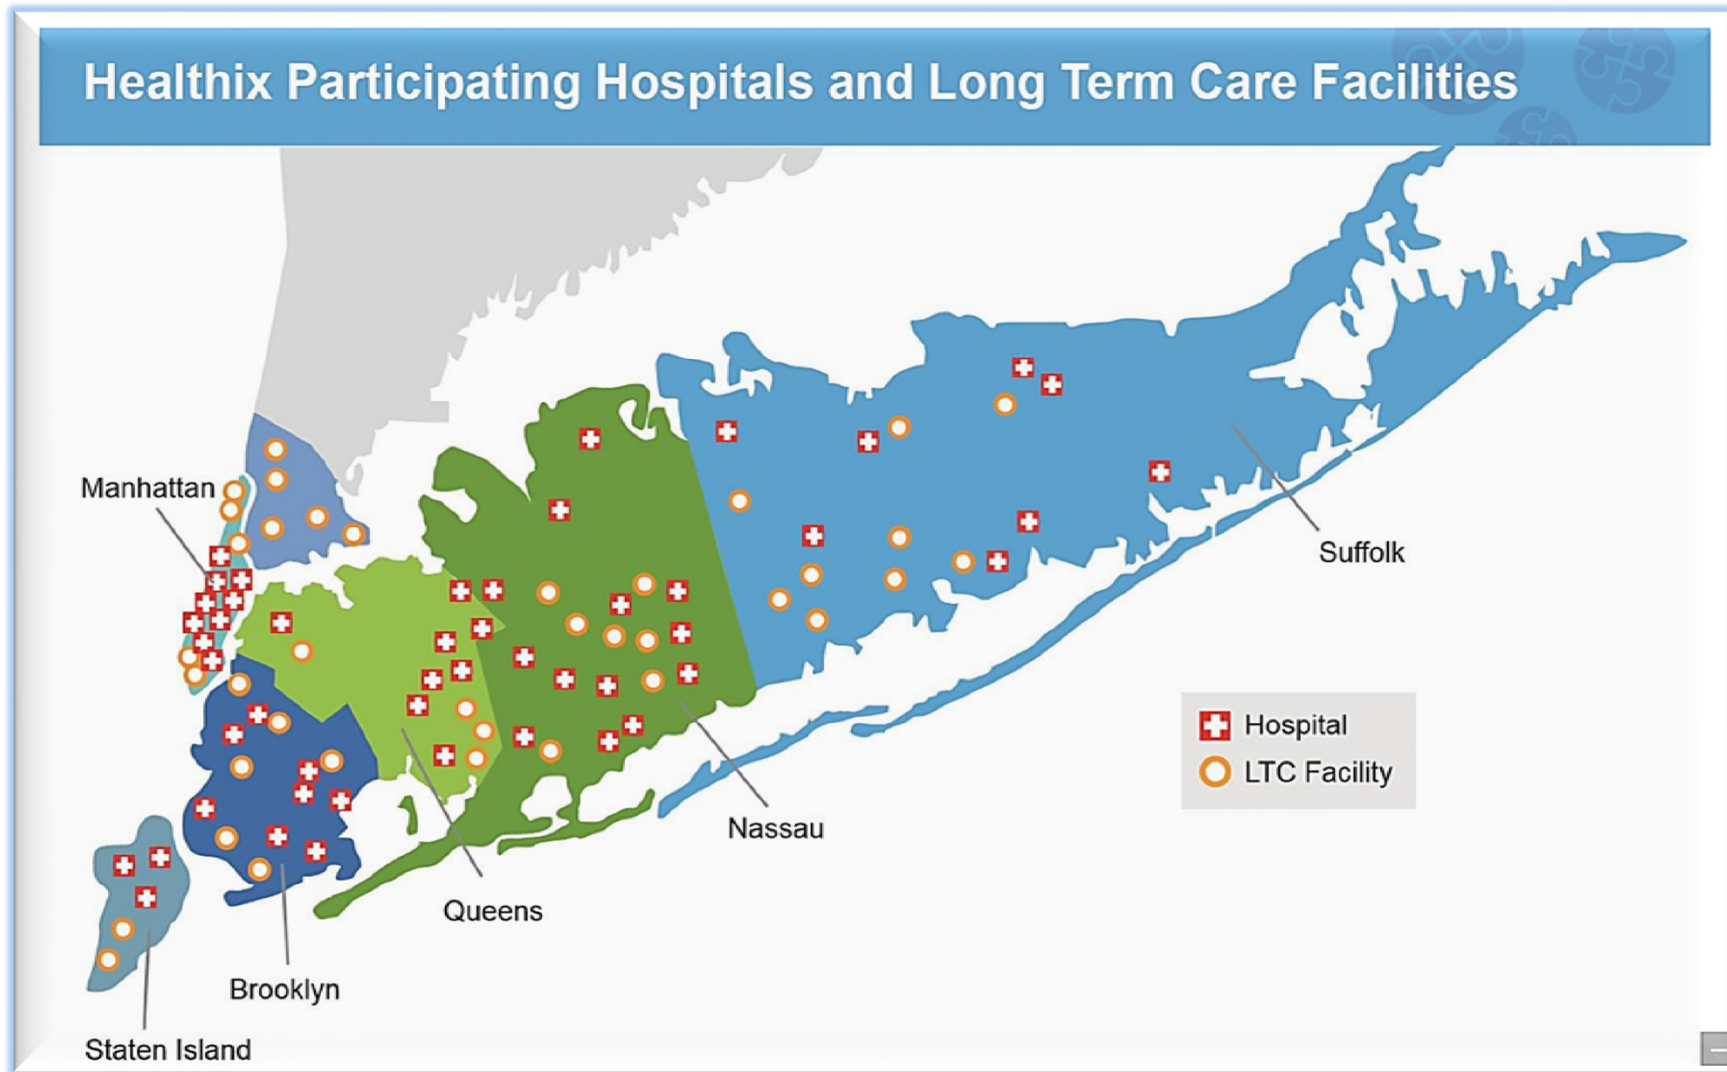 Healthix Participating Hospitals and Long Term Care Facilities
Manhattan
Suffolk
Hospital
LTC Facility
Nassau
Queens
Brooklyn
Staten Island